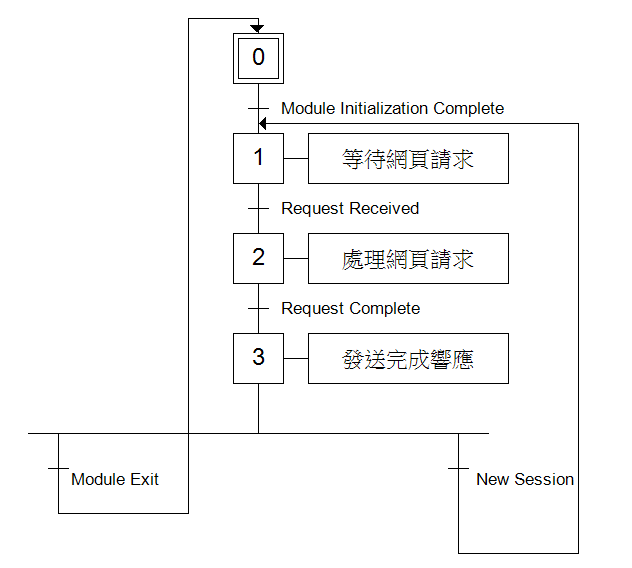 0
Module Initialization Complete
1
等待網頁請求
Request Received
2
處理網頁請求
Request Complete
3
發送完成響應
Module Exit
New Session